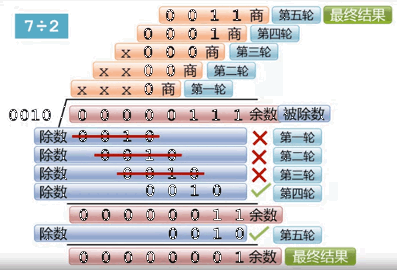 7÷2
0 0 1 1 商 第五轮 最终结果
0 0 0 1 商 第四轮
x 0 0 0 商 第三轮
x x 0 0 商 第二轮
x x x 0 商 第一轮
0010 0 0 0 0 0 1 1 1 余数 被除数
除数 0 0 1 0 × 第一轮
除数 0 0 1 0 × 第二轮
除数 0 0 1 0 × 第三轮
除数 0 0 1 0 ✓ 第四轮
0 0 0 0 0 0 1 1 余数
除数 0 0 1 0 ✓ 第五轮
0 0 0 0 0 0 0 1 余数 最终结果